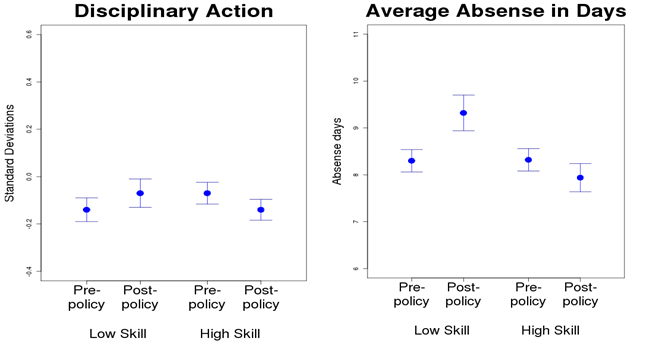 Disciplinary Action
Standard Deviations
0.6
0.4
0.2
0.0
-0.2
-0.4
Pre-
policy
Post-
policy
Pre-
policy
Post-
policy
Low Skill
High Skill
Average Absense in Days
Absense days
11
10
9
8
7
6
Pre-
policy
Post-
policy
Pre-
policy
Post-
policy
Low Skill
High Skill